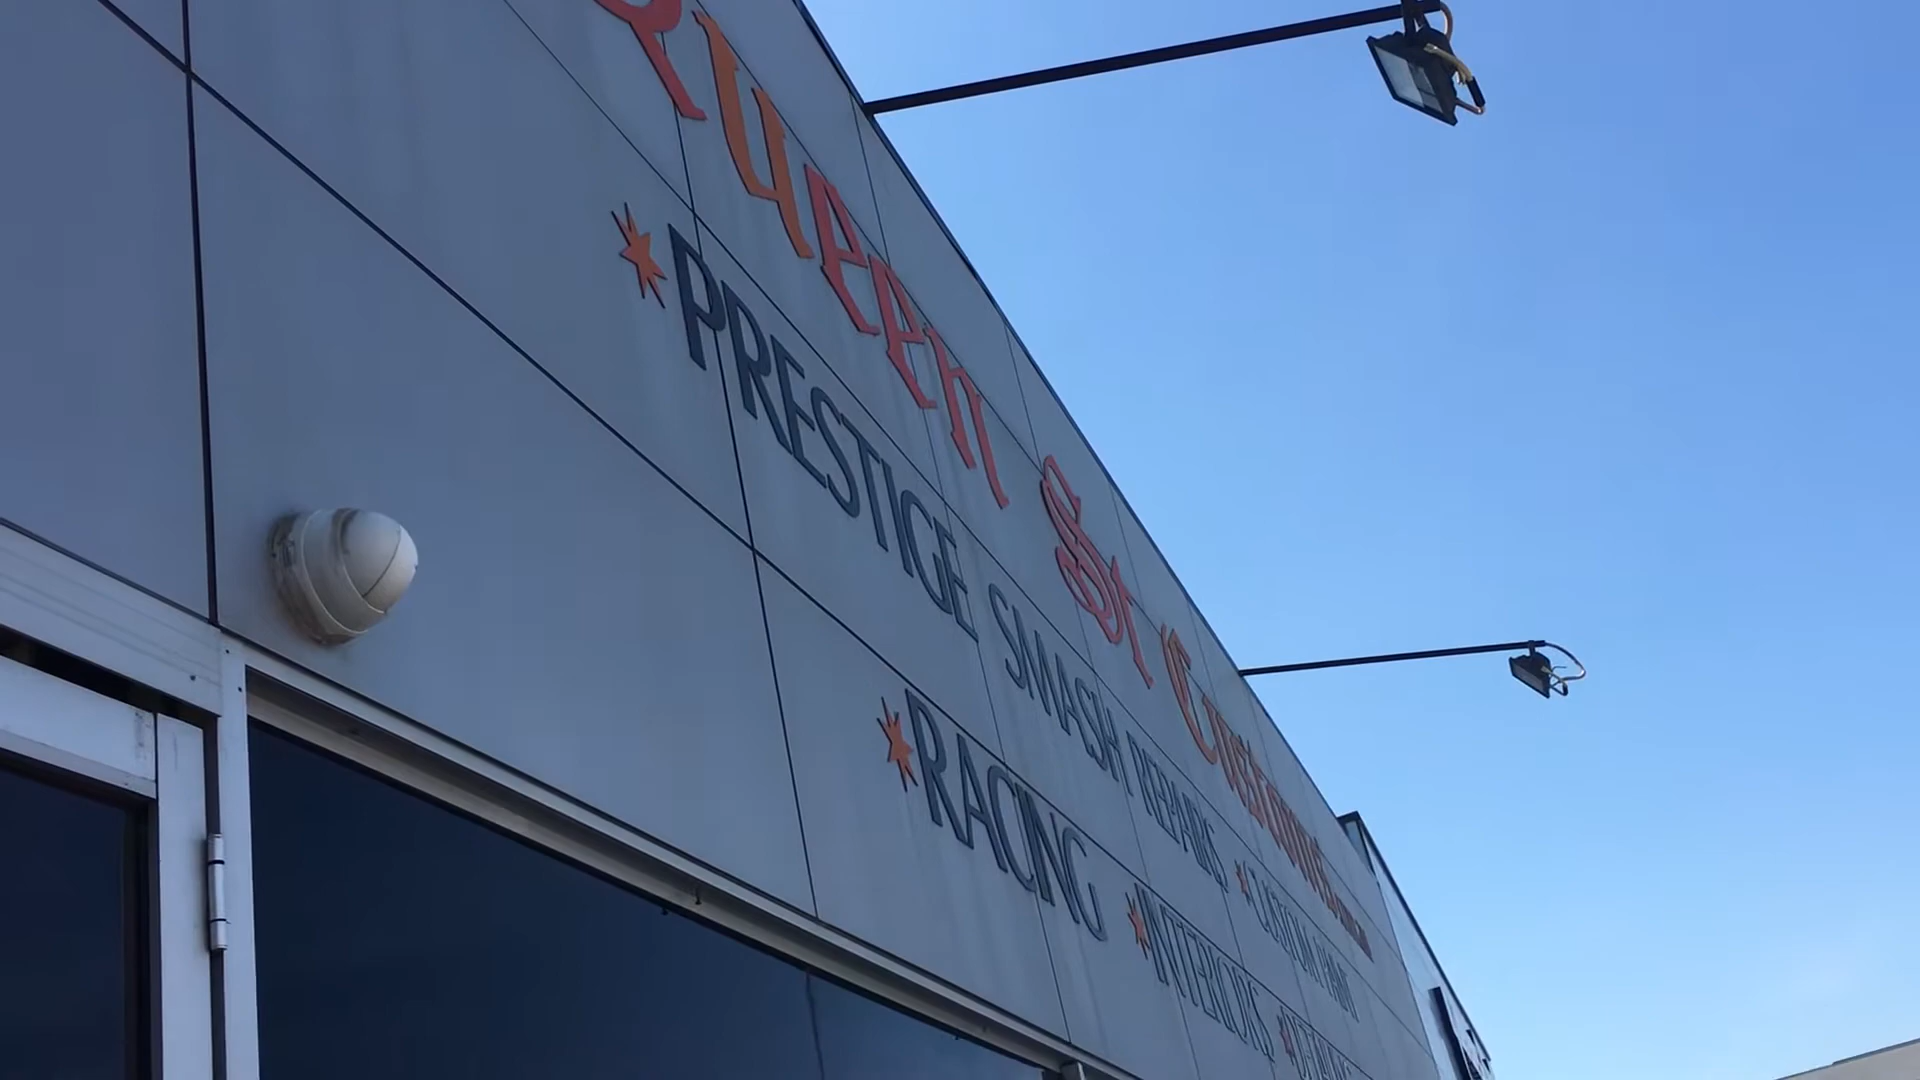 Queen St Customs
PRESTIGE SMASH REPAIRS CUSTOM PAINT
RACING INTERIORS